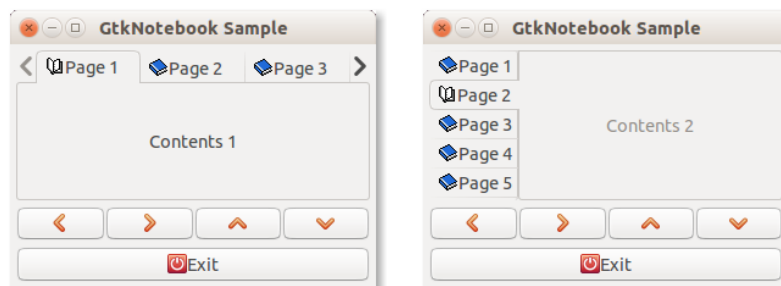 GtkNotebook Sample
Page 1 Page 2 Page 3
Contents 1
Exit
GtkNotebook Sample
Page 1
Page 2
Page 3
Page 4
Page 5
Contents 2
Exit